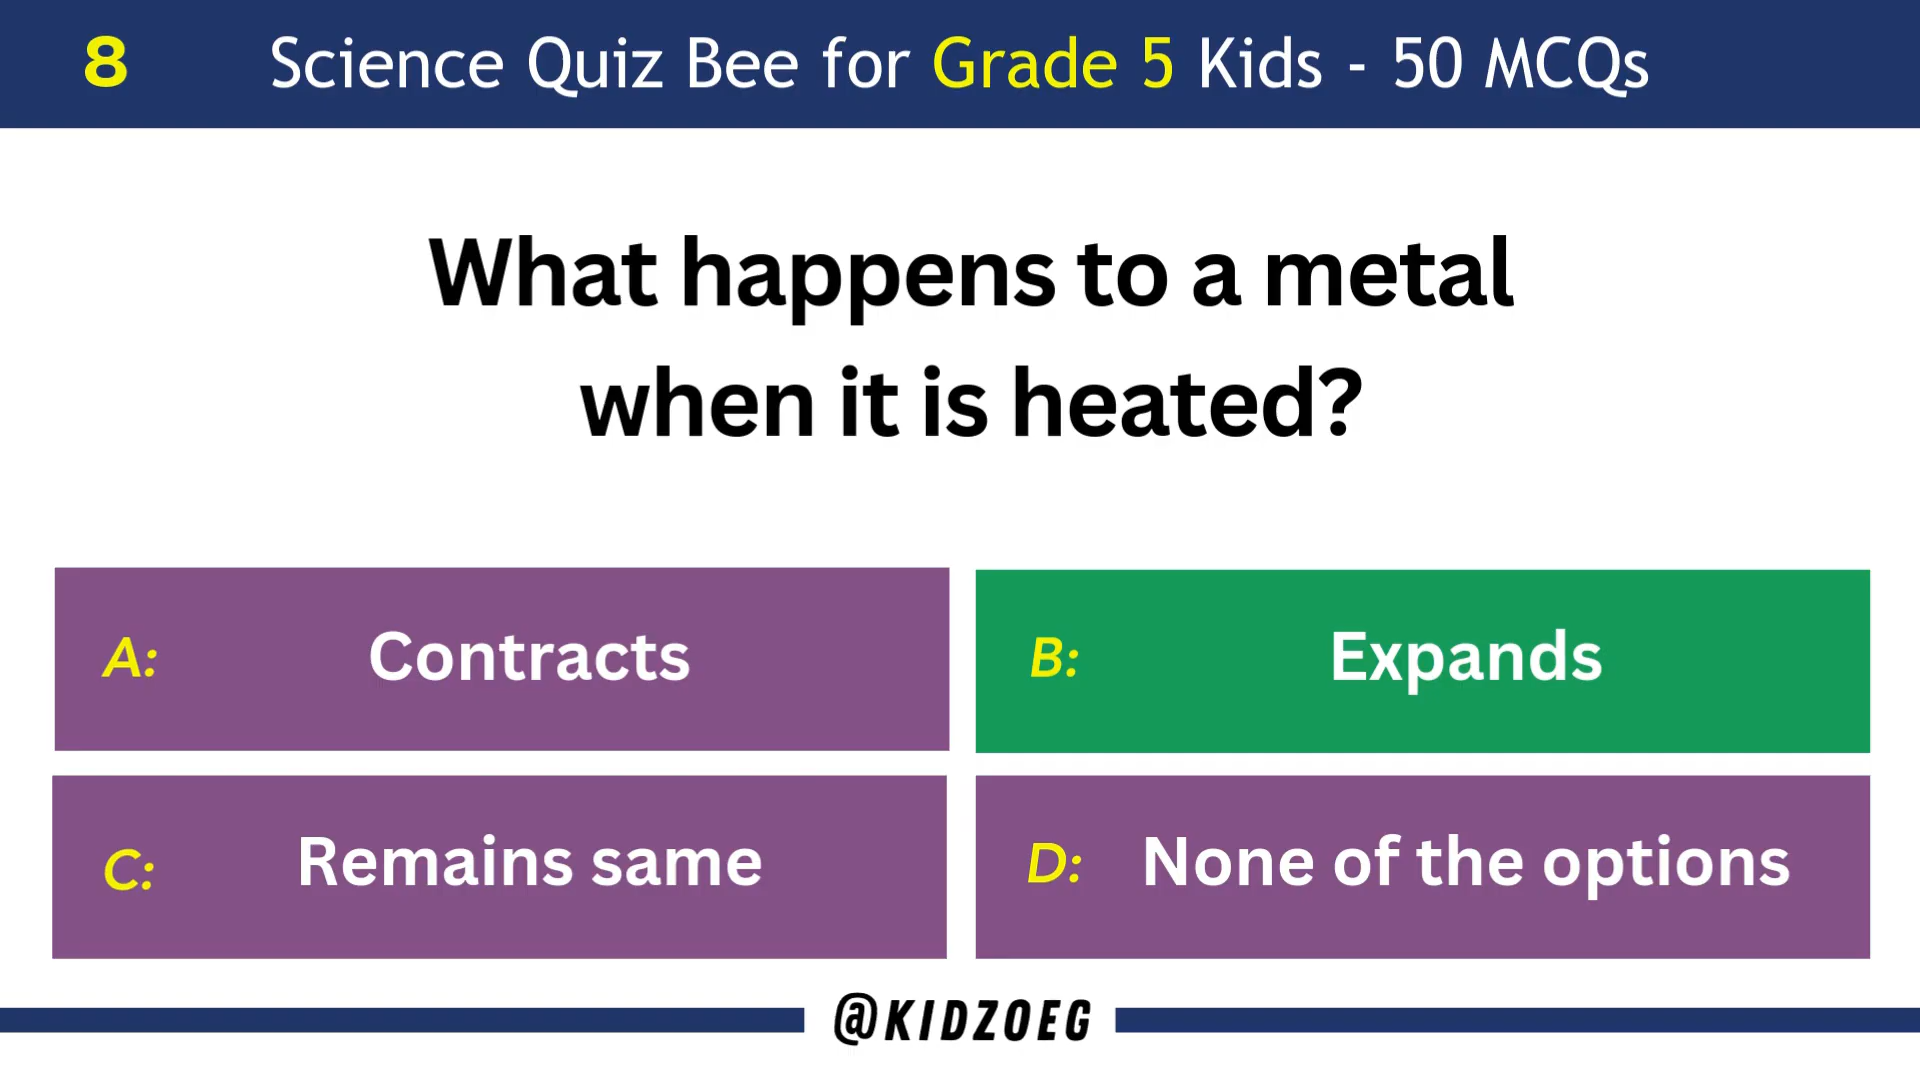 8
Science Quiz Bee for Grade 5 Kids - 50 MCQs
What happens to a metal
when it is heated?
A: Contracts
B: Expands
C: Remains same
D: None of the options
@KIDZOEG